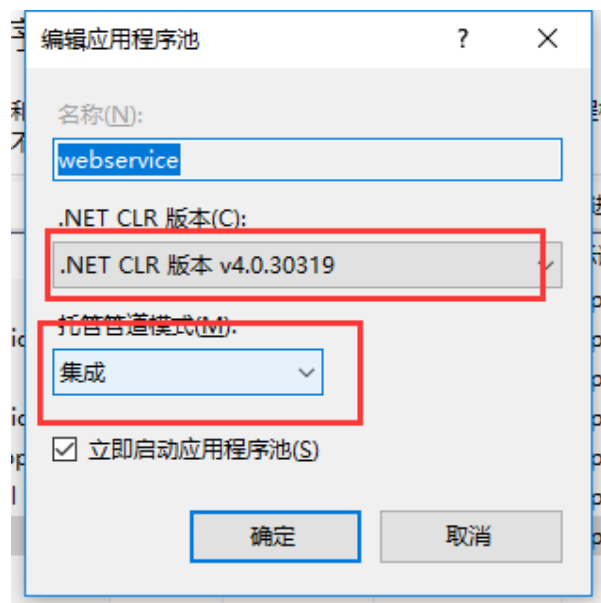 编辑应用程序池
?
名称(N):
webservice
.NET CLR 版本(C):
.NET CLR 版本 v4.0.30319
托管管道模式(M):
集成
立即启动应用程序池(S)
确定
取消